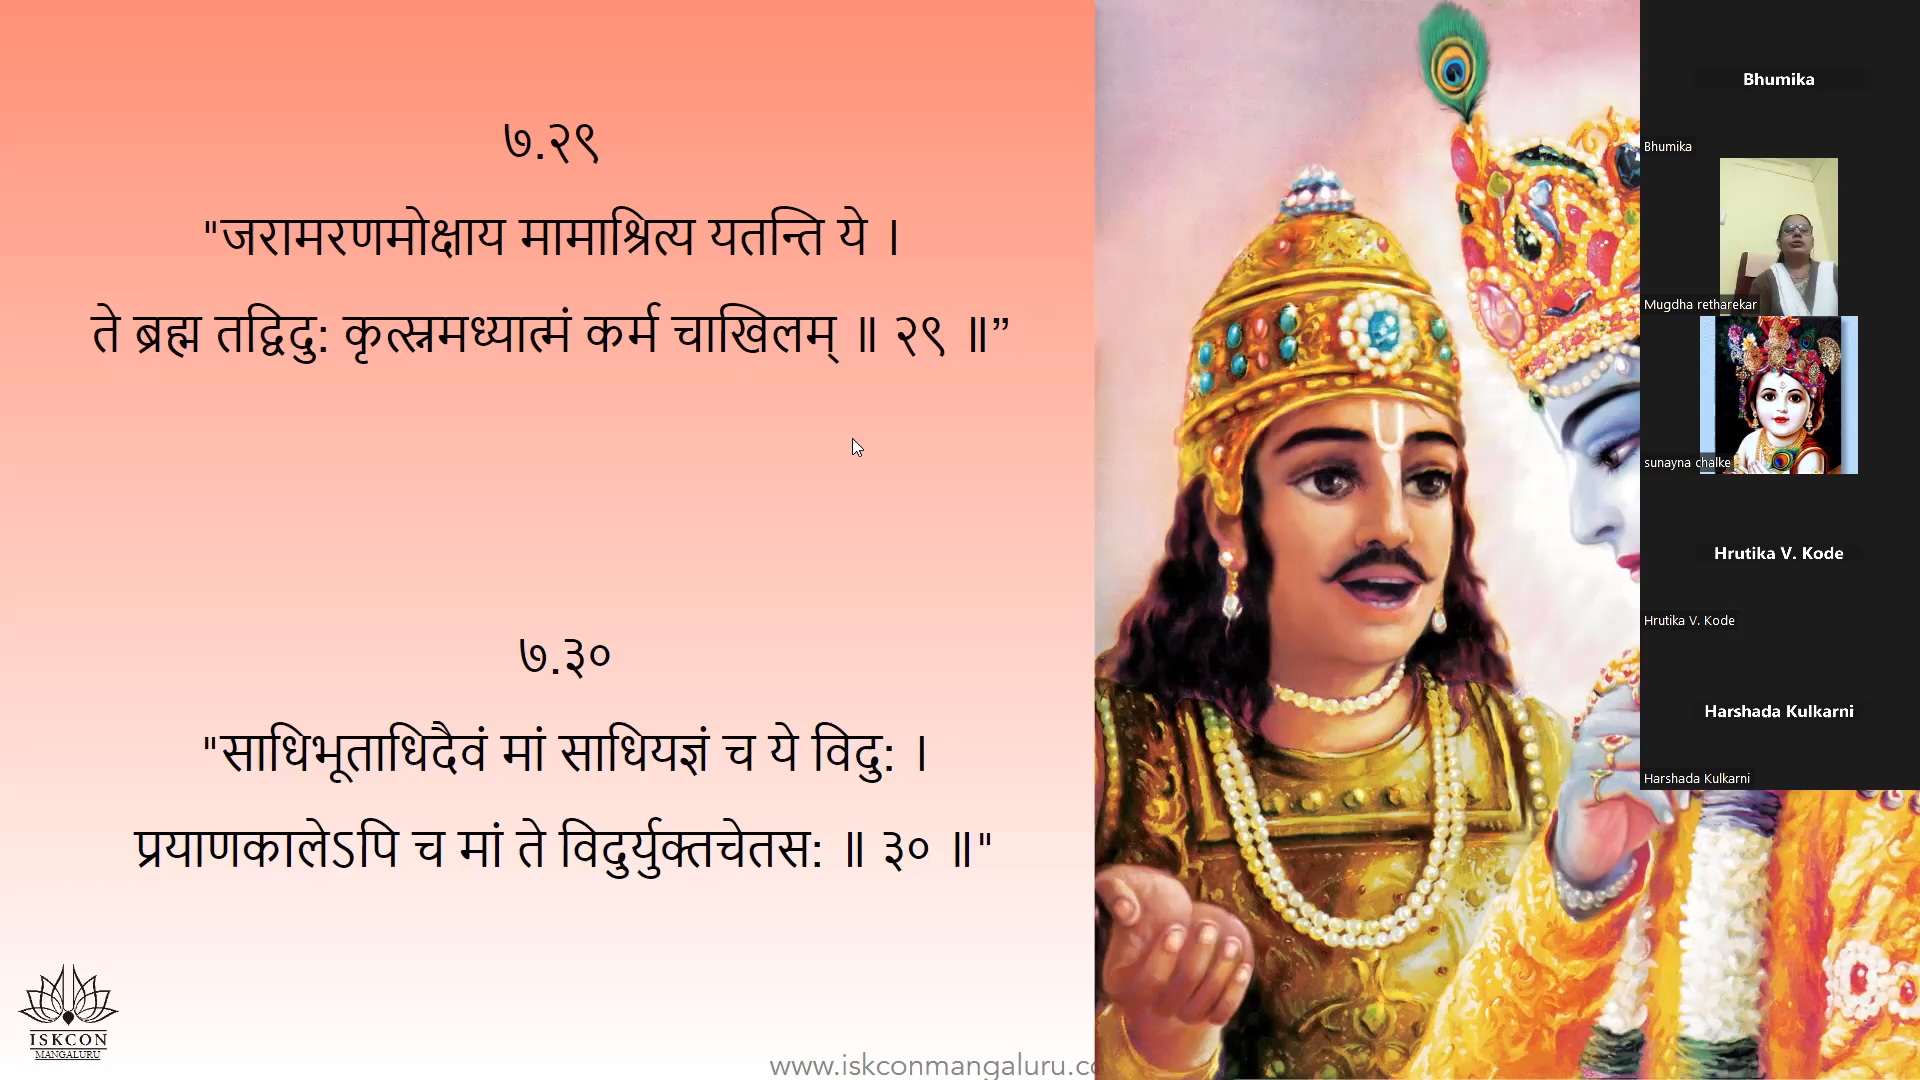 ७.२९
"जरामरणमोक्षाय मामाश्रित्य यतन्ति ये ।
ते ब्रह्म तद्विदु: कृत्स्नमध्यात्मं कर्म चाखिलम् ॥ २९ ॥”
७.३०
"साधिभूताधिदैवं मां साधियज्ञं च ये विदु: ।
प्रयाणकालेऽपि च मां ते विदुर्युक्तचेतस: ॥ ३० ॥"
ISKCON
MANGALURU
www.iskconmangaluru.co
Bhumika
Bhumika
Mugdha retharekar
sunayna chalke
Hrutika V. Kode
Hrutika V. Kode
Harshada Kulkarni
Harshada Kulkarni